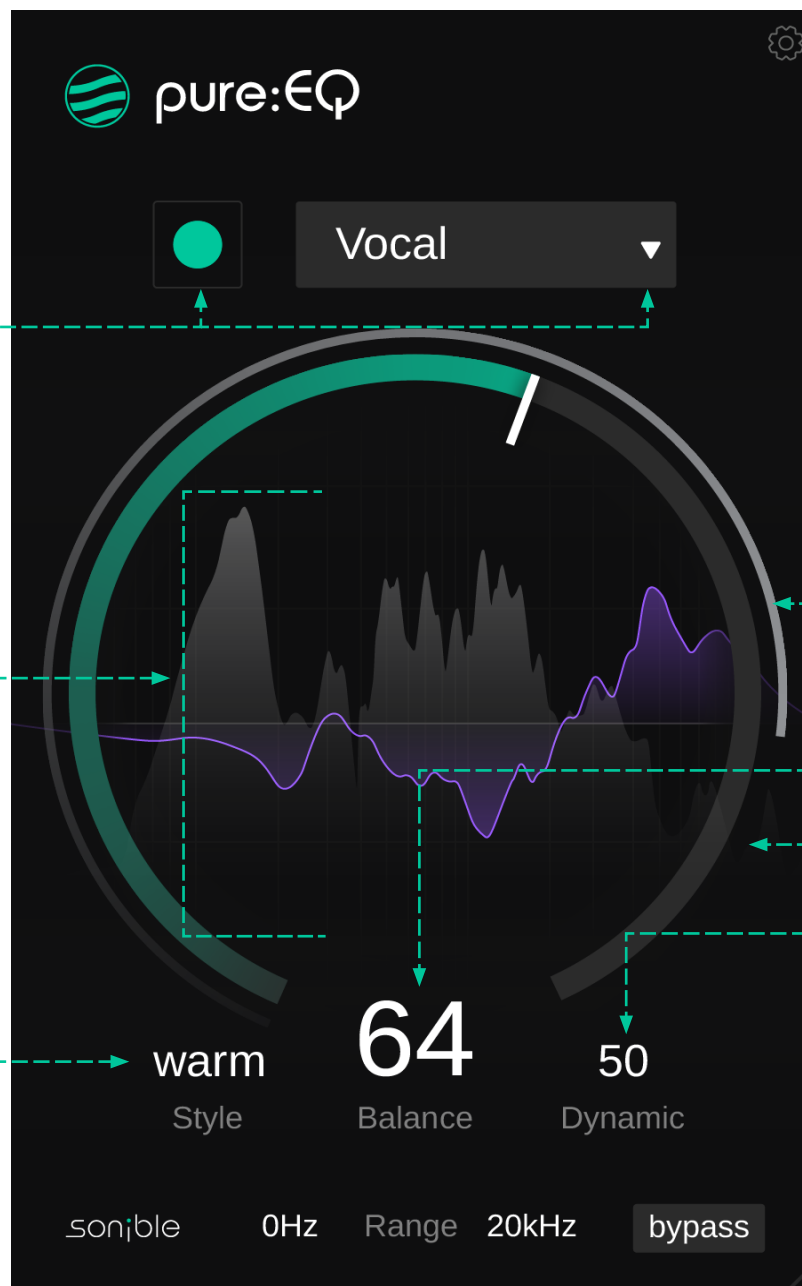 pure:EQ
Vocal
warm
64
50
Style
Balance
Dynamic
sonible
0Hz
Range
20kHz
bypass